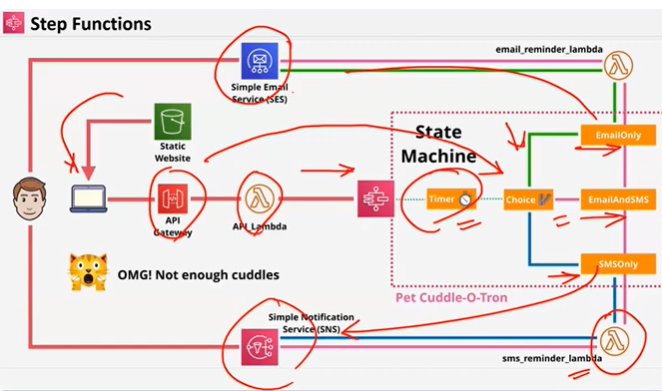 Step Functions
email_reminder_lambda
Simple Email
Service (SES)
Static
Website
State
Machine
EmailOnly
API
Gateway
API_Lambda
Timer
Choice
EmailAndSMS
SMSOnly
OMG! Not enough cuddles
Pet Cuddle-O-Tron
Simple Notification
Service (SNS)
sms_reminder_lambda